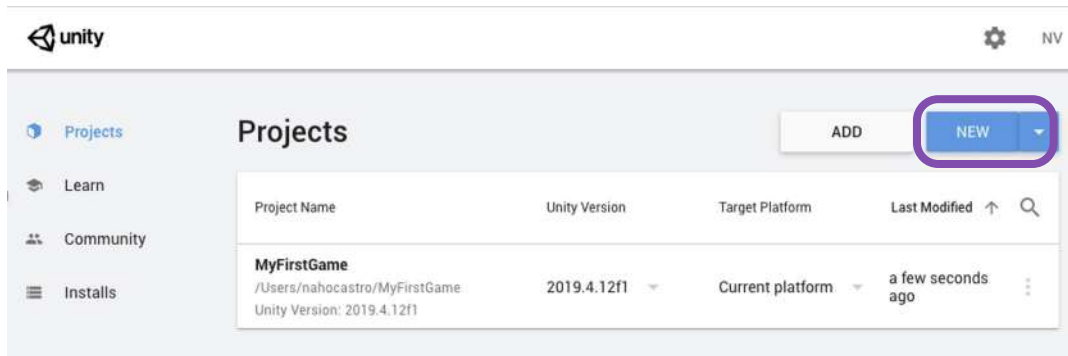 unity
NV
Projects
Learn
Community
Installs
Projects
ADD
NEW
Project Name
Unity Version
Target Platform
Last Modified
MyFirstGame
/Users/nahocastro/MyFirstGame
Unity Version: 2019.4.12f1
2019.4.12f1
Current platform
a few seconds
ago